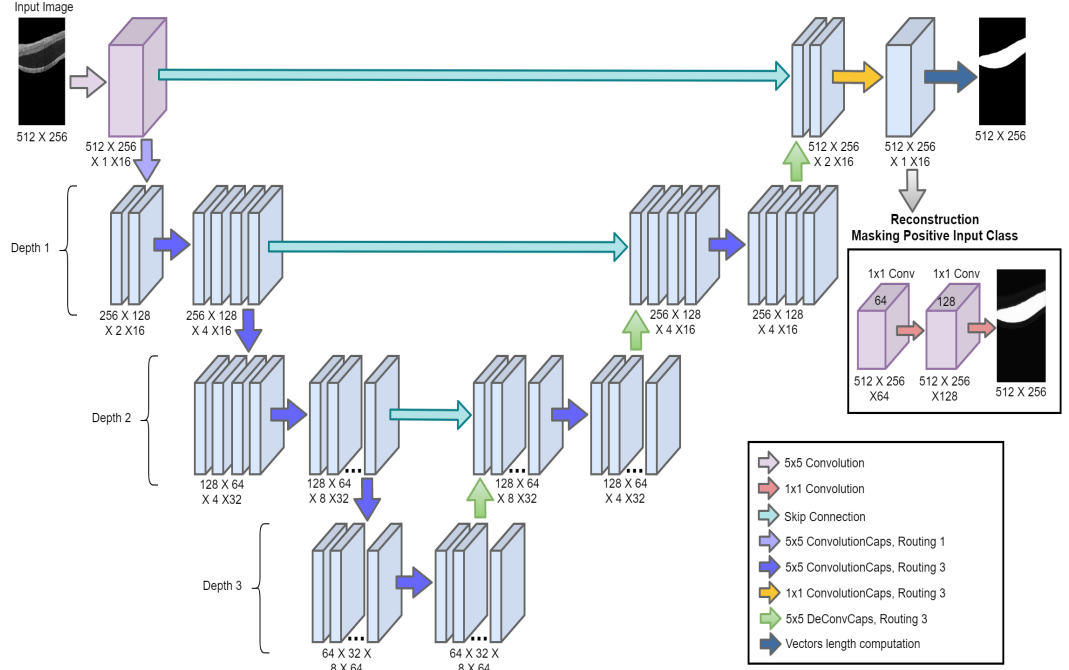 Input Image
512 X 256
512 X 256
X 1 X16
512 X 256
X 2 X16
512 X 256
X 1 X16
512 X 256
Depth 1
256 X 128
X 2 X16
256 X 128
X 4 X16
256 X 128
X 4 X16
256 X 128
X 4 X16
Reconstruction
Masking Positive Input Class
1x1 Conv
1x1 Conv
64
128
512 X 256
X64
512 X 256
X128
512 X 256
Depth 2
128 X 64
X 4 X32
128 X 64
X 8 X32
128 X 64
X 8 X32
128 X 64
X 4 X32
...
...
...
Depth 3
...
...
64 X 32 X
8 X 64
64 X 32 X
8 X 64
5x5 Convolution
1x1 Convolution
Skip Connection
5x5 ConvolutionCaps, Routing 1
5x5 ConvolutionCaps, Routing 3
1x1 ConvolutionCaps, Routing 3
5x5 DeConvCaps, Routing 3
Vectors length computation